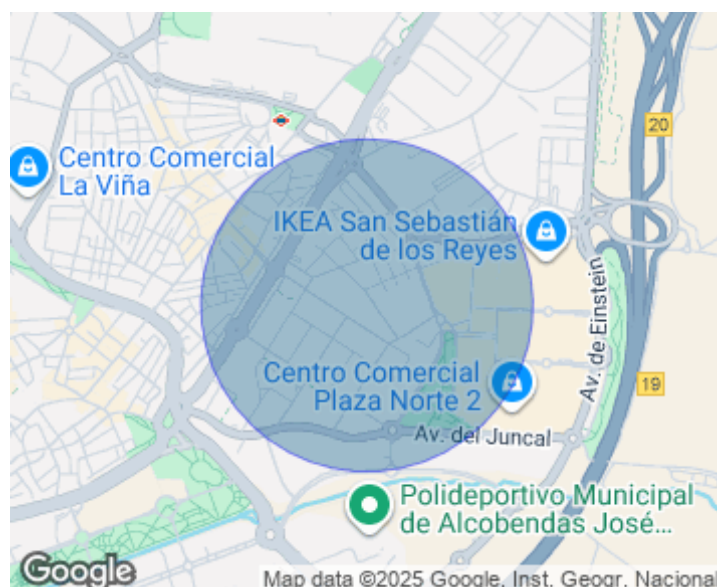 20
Centro Comercial
La Viña
IKEA San Sebastián
de los Reyes
Av. de Einstein
Centro Comercial
Plaza Norte 2
19
Av. del Juncal
Polideportivo Municipal
de Alcobendas José...
Google
Map data ©2025 Google, Inst. Geogr. Nacional